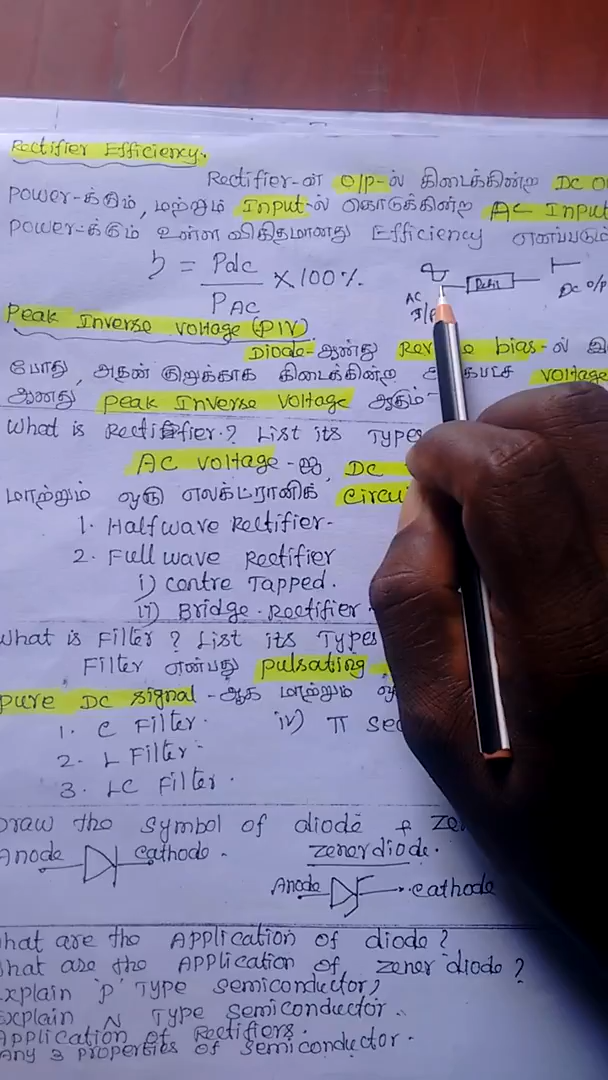 Rectifier Efficiency.
Rectifier-ன் O/P-ல் கிடைக்கின்ற DC
Power-க்கும், மற்றும் Input-ல் கொடுக்கின்ற AC Input
Power-க்கும் உள்ள விகிதமானது Efficiency எனப்படும்
η = Pdc / PAC × 100 %.
AC
DC O/P
Peak Inverse Voltage (PIV)
Diode-ஆனது Reverse bias-ல்
போது, அதன் குறுக்காக கிடைக்கின்ற voltage
ஆனது Peak Inverse Voltage ஆகும்
What is Rectifier? List its Types
AC Voltage-ஐ DC
மாற்றும் ஒரு எலக்ட்ரானிக்
1. Half wave Rectifier-
2. Full wave Rectifier
i) Centre Tapped.
ii) Bridge Rectifier
What is Filter? List its Types
Filter என்பது pulsating
pure DC signal-ஆக மாற்றும்
1. C Filter. iv) π
2. L Filter-
3. LC Filter.
Draw the symbol of diode &
Anode Cathode. Zener diode.
Anode Cathode
What are the Application of diode?
What are the Application of zener diode?
Explain 'P' Type Semiconductor,
Explain N Type Semiconductor.
Application of Rectifiers.
Any 3 properties of semiconductor.